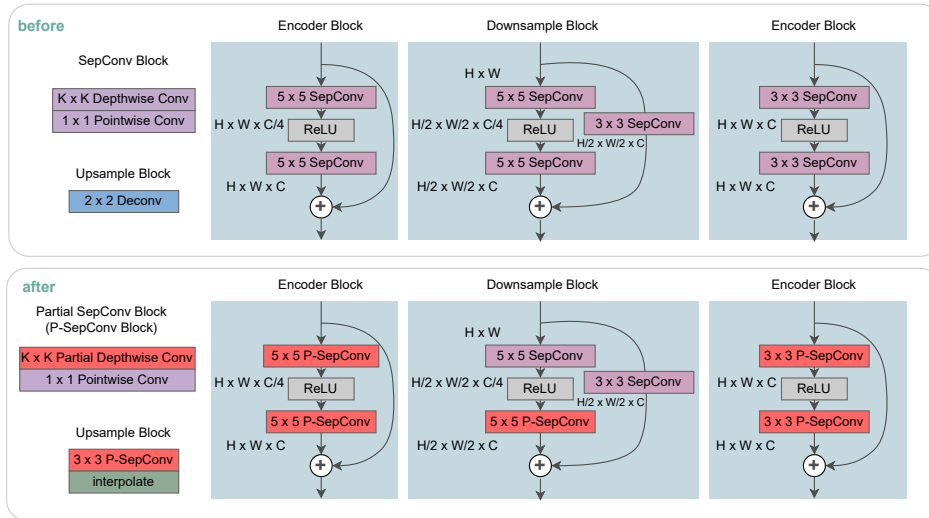 before
SepConv Block
K x K Depthwise Conv
1 x 1 Pointwise Conv
Upsample Block
2 x 2 Deconv
Encoder Block
5 x 5 SepConv
H x W x C/4
ReLU
5 x 5 SepConv
H x W x C
+
Downsample Block
H x W
5 x 5 SepConv
H/2 x W/2 x C/4
ReLU
3 x 3 SepConv
H/2 x W/2 x C
5 x 5 SepConv
H/2 x W/2 x C
+
Encoder Block
3 x 3 SepConv
H x W x C
ReLU
3 x 3 SepConv
H x W x C
+
after
Partial SepConv Block
(P-SepConv Block)
K x K Partial Depthwise Conv
1 x 1 Pointwise Conv
Upsample Block
3 x 3 P-SepConv
interpolate
Encoder Block
5 x 5 P-SepConv
H x W x C/4
ReLU
5 x 5 P-SepConv
H x W x C
+
Downsample Block
H x W
5 x 5 SepConv
H/2 x W/2 x C/4
ReLU
3 x 3 SepConv
H/2 x W/2 x C
5 x 5 P-SepConv
H/2 x W/2 x C
+
Encoder Block
3 x 3 P-SepConv
H x W x C
ReLU
3 x 3 P-SepConv
H x W x C
+